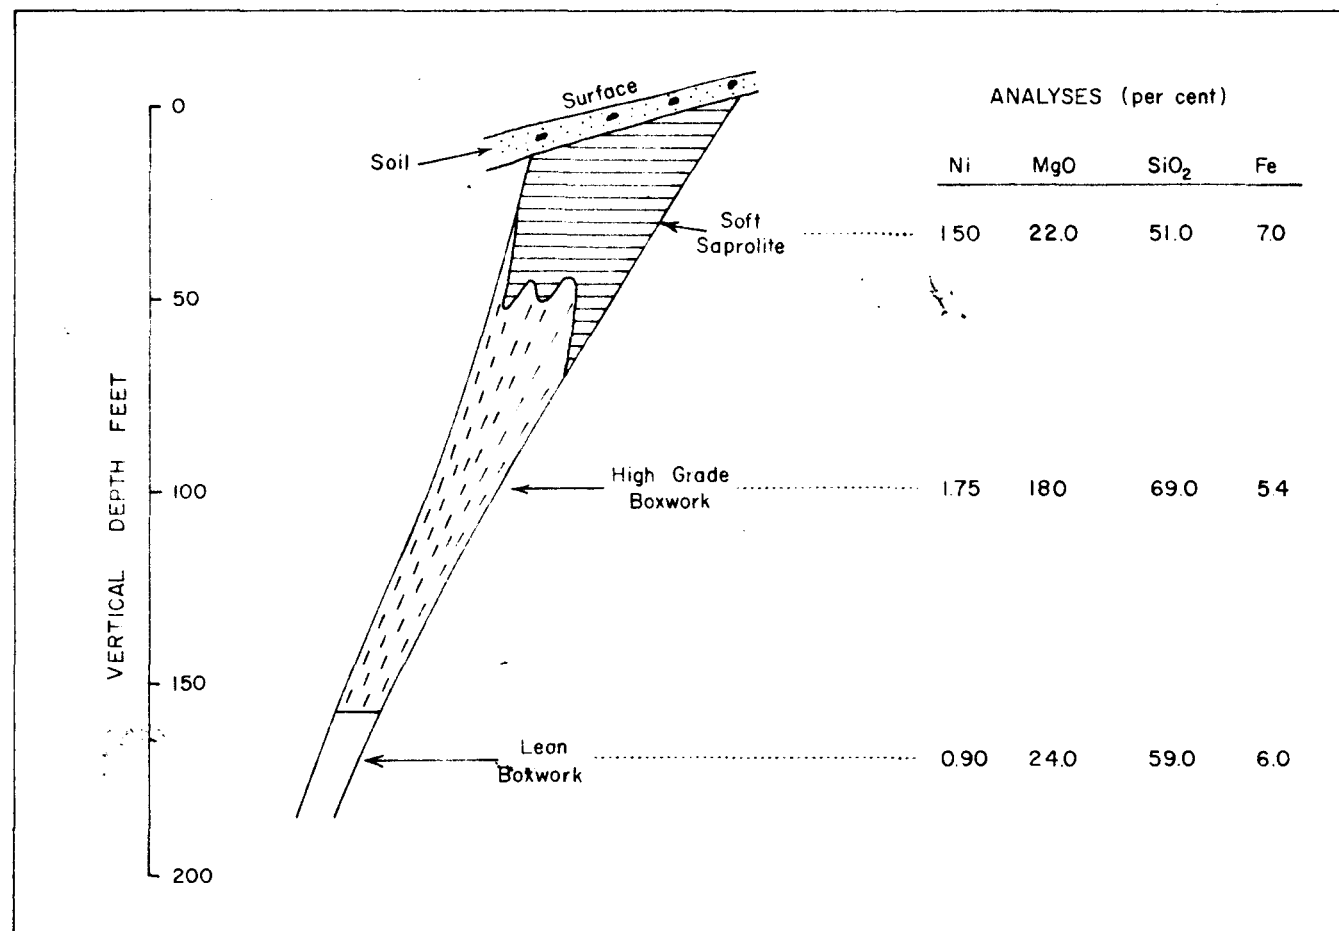 ANALYSES (per cent)
Ni MgO SiO₂ Fe
0
Surface
Soil
Soft
Saprolite
1 50 22.0 51.0 7.0
50
VERTICAL DEPTH FEET
100
High Grade
Boxwork
1.75 18 0 69.0 5.4
150
Lean
Boxwork
0.90 24.0 59.0 6.0
200